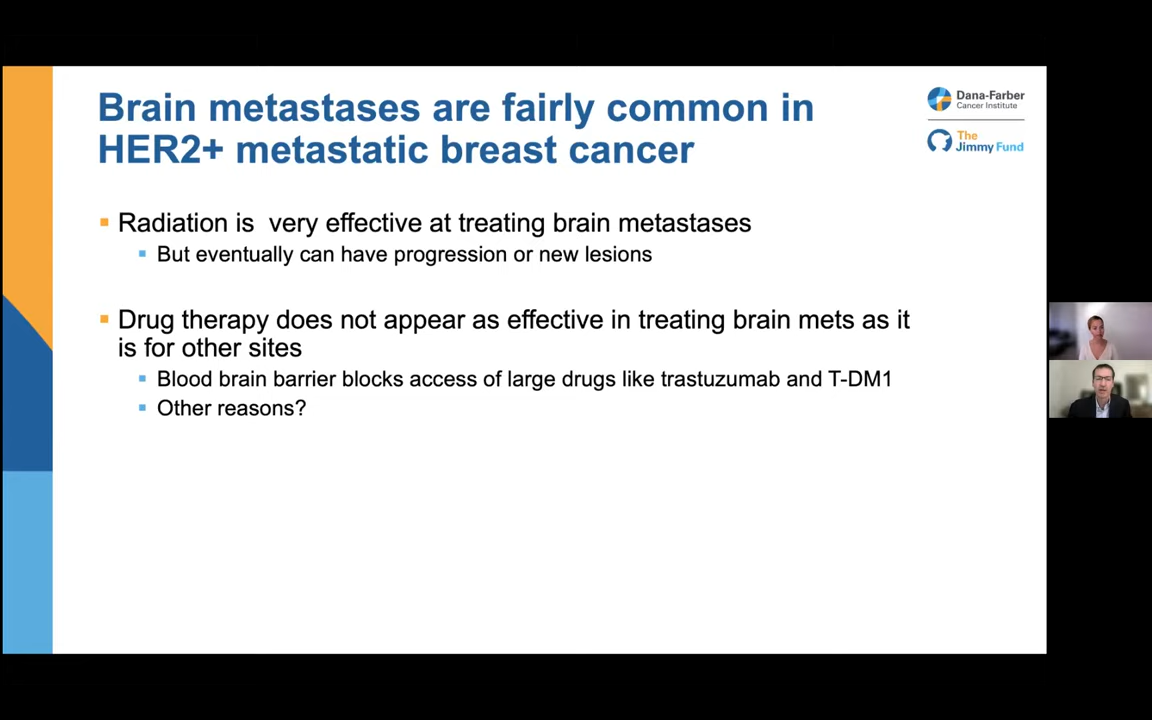 Brain metastases are fairly common in
HER2+ metastatic breast cancer
Dana-Farber
Cancer Institute
The
Jimmy Fund
Radiation is very effective at treating brain metastases
But eventually can have progression or new lesions
Drug therapy does not appear as effective in treating brain mets as it
is for other sites
Blood brain barrier blocks access of large drugs like trastuzumab and T-DM1
Other reasons?